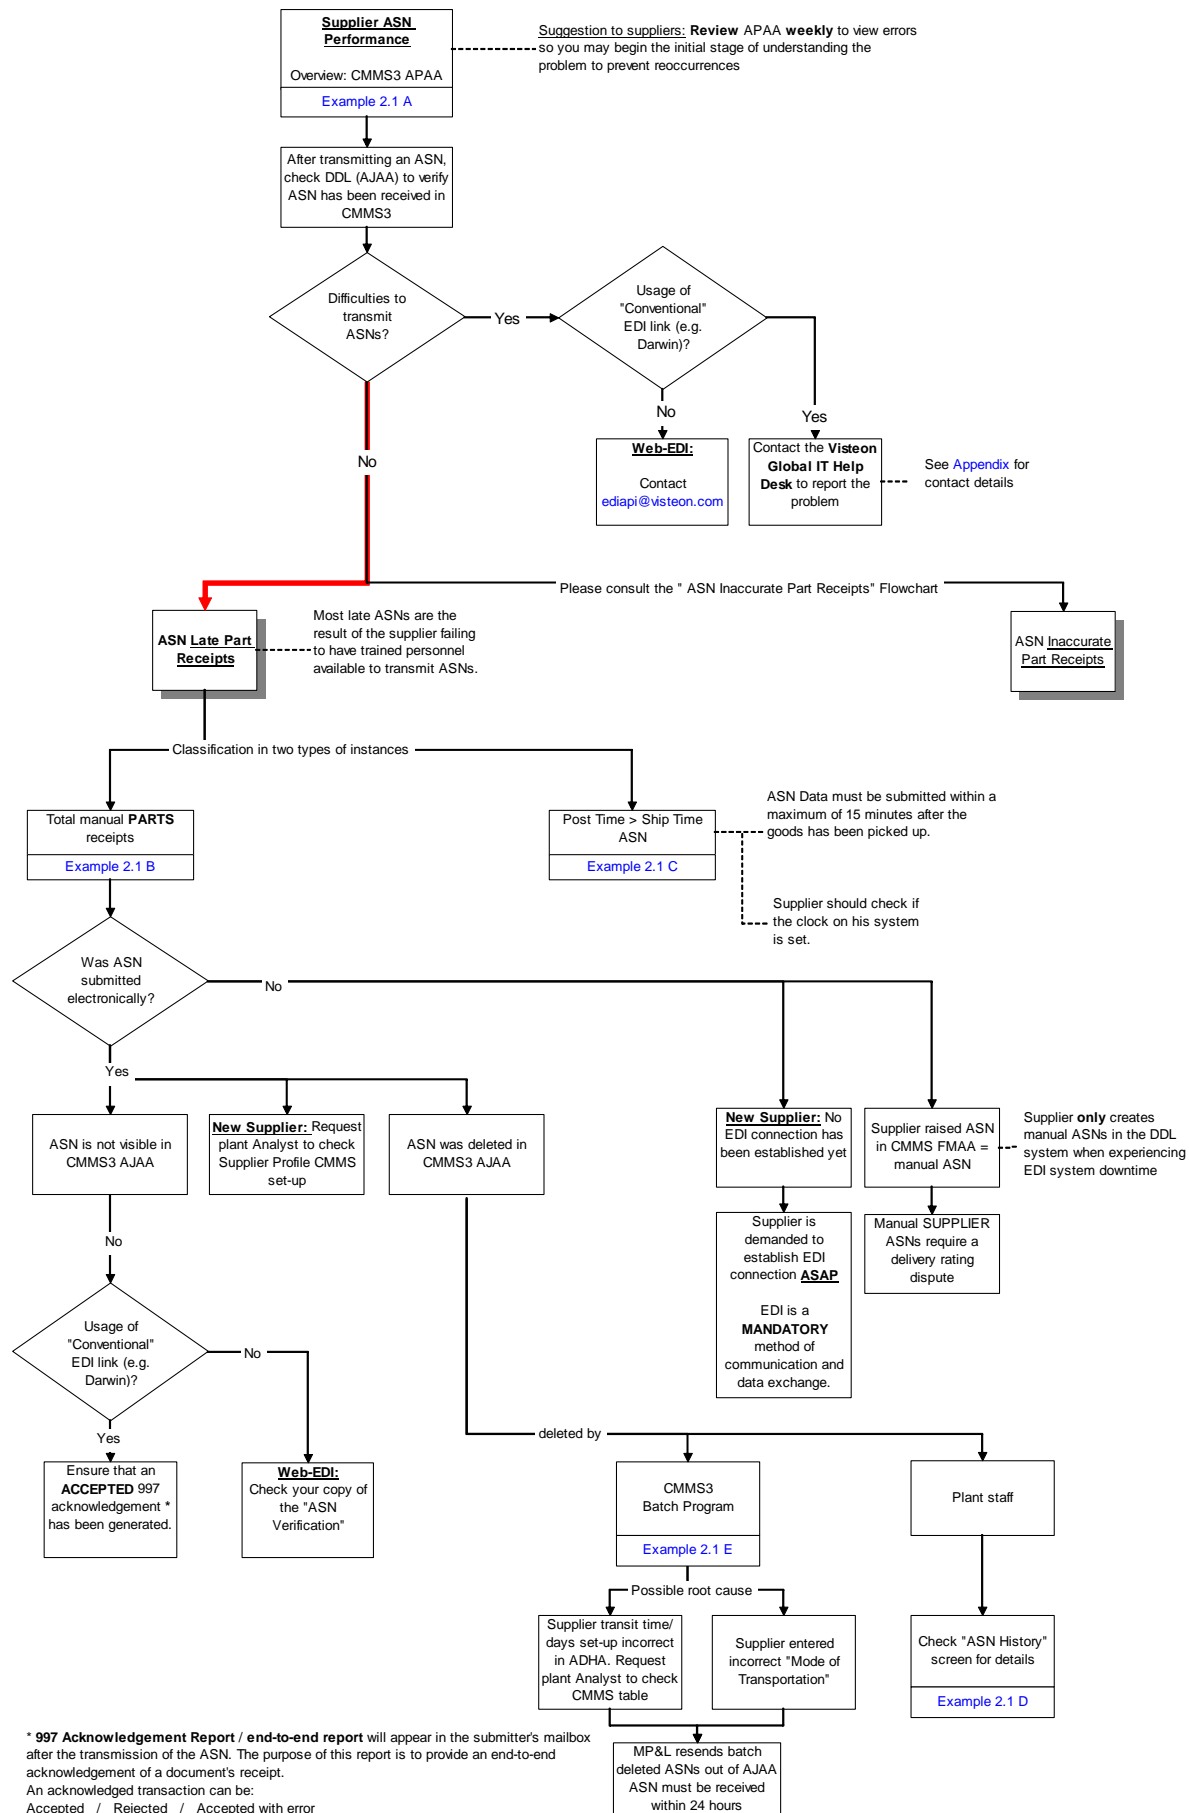 Supplier ASN
Performance
Overview: CMMS3 APAA
Example 2.1 A
Suggestion to suppliers: Review APAA weekly to view errors
so you may begin the initial stage of understanding the
problem to prevent reoccurrences
After transmitting an ASN,
check DDL (AJAA) to verify
ASN has been received in
CMMS3
Difficulties to
transmit
ASNs?
Yes
Usage of
"Conventional"
EDI link (e.g.
Darwin)?
No
Yes
No
Web-EDI:
Contact
ediapi@visteon.com
Contact the Visteon
Global IT Help
Desk to report the
problem
See Appendix for
contact details
Please consult the " ASN Inaccurate Part Receipts" Flowchart
ASN Late Part
Receipts
Most late ASNs are the
result of the supplier failing
to have trained personnel
available to transmit ASNs.
ASN Inaccurate
Part Receipts
Classification in two types of instances
Total manual PARTS
receipts
Example 2.1 B
Post Time > Ship Time
ASN
Example 2.1 C
ASN Data must be submitted within a
maximum of 15 minutes after the
goods has been picked up.
Supplier should check if
the clock on his system
is set.
Was ASN
submitted
electronically?
No
Yes
ASN is not visible in
CMMS3 AJAA
New Supplier: Request
plant Analyst to check
Supplier Profile CMMS
set-up
ASN was deleted in
CMMS3 AJAA
New Supplier: No
EDI connection has
been established yet
Supplier raised ASN
in CMMS FMAA =
manual ASN
Supplier only creates
manual ASNs in the DDL
system when experiencing
EDI system downtime
No
Supplier is
demanded to
establish EDI
connection ASAP
EDI is a
MANDATORY
method of
communication and
data exchange.
Manual SUPPLIER
ASNs require a
delivery rating
dispute
Usage of
"Conventional"
EDI link (e.g.
Darwin)?
No
Yes
Ensure that an
ACCEPTED 997
acknowledgement *
has been generated.
Web-EDI:
Check your copy of
the "ASN
Verification"
deleted by
CMMS3
Batch Program
Example 2.1 E
Plant staff
Possible root cause
Supplier transit time/
days set-up incorrect
in ADHA. Request
plant Analyst to check
CMMS table
Supplier entered
incorrect "Mode of
Transportation"
Check "ASN History"
screen for details
Example 2.1 D
MP&L resends batch
deleted ASNs out of AJAA
ASN must be received
within 24 hours
* 997 Acknowledgement Report / end-to-end report will appear in the submitter's mailbox
after the transmission of the ASN. The purpose of this report is to provide an end-to-end
acknowledgement of a document's receipt.
An acknowledged transaction can be:
Accepted / Rejected / Accepted with error